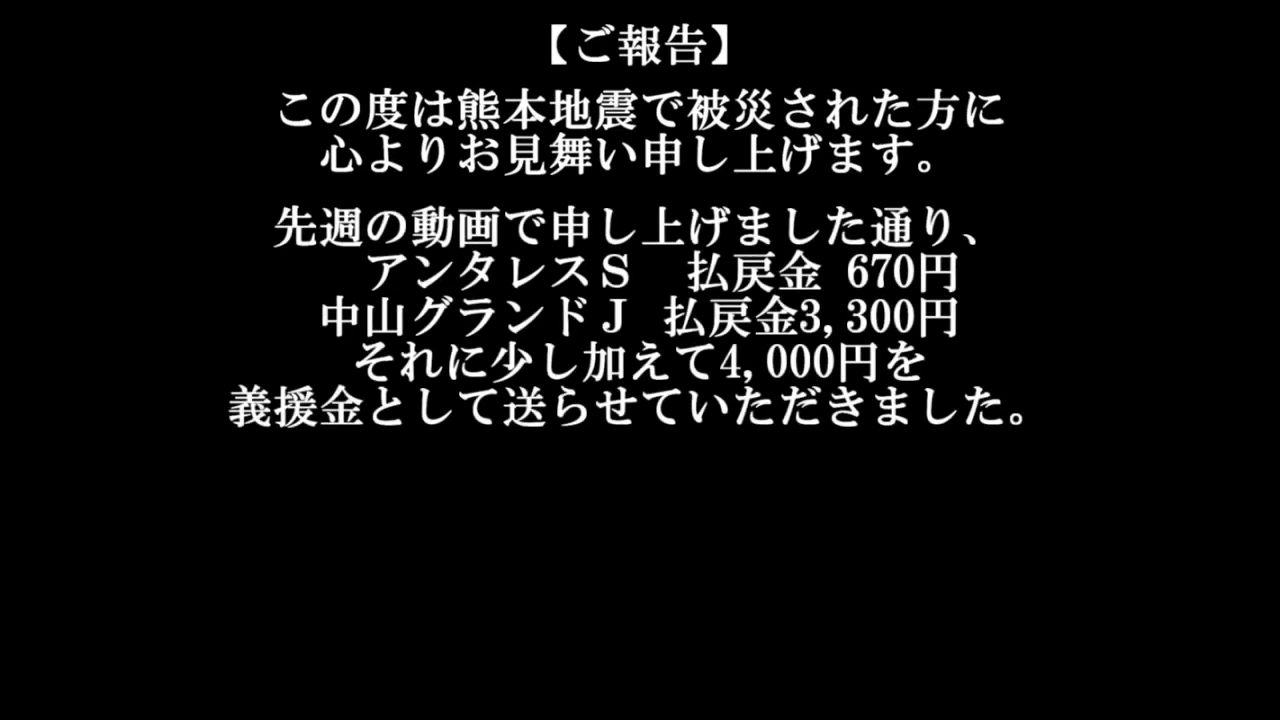 【ご報告】
この度は熊本地震で被災された方に
心よりお見舞い申し上げます。
先週の動画で申し上げました通り、
アンタレスS 払戻金 670円
中山グランドJ 払戻金3,300円
それに少し加えて4,000円を
義援金として送らせていただきました。